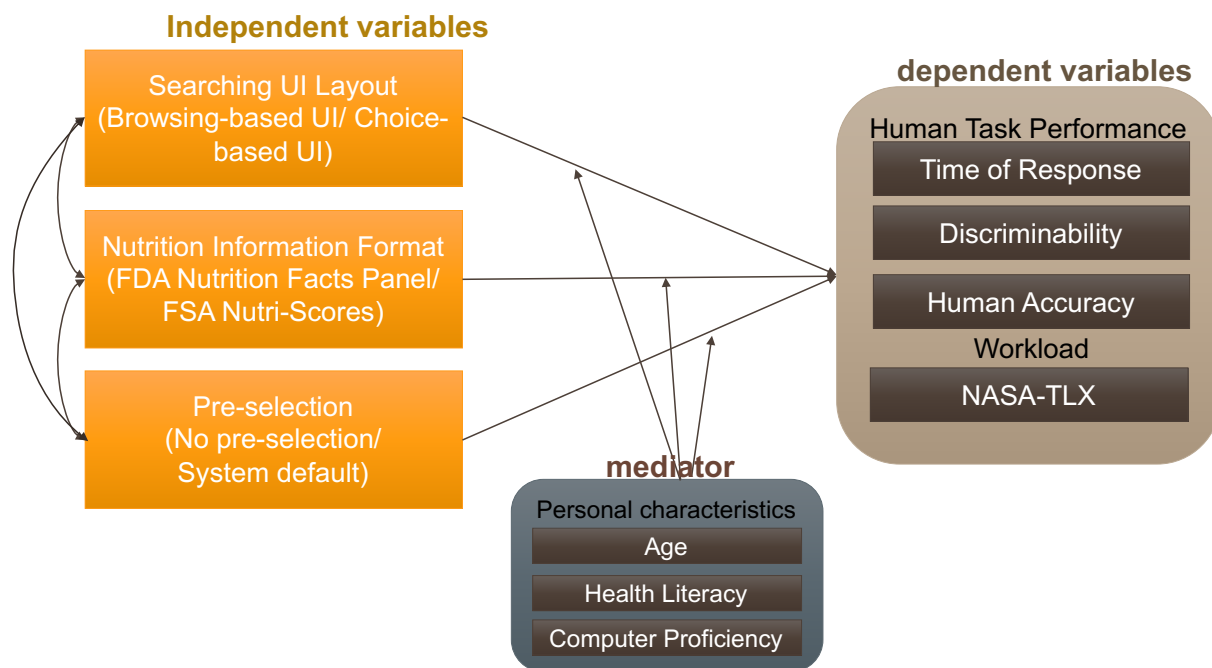 Independent variables
Searching UI Layout
(Browsing-based UI/ Choice-
based UI)
Nutrition Information Format
(FDA Nutrition Facts Panel/
FSA Nutri-Scores)
Pre-selection
(No pre-selection/
System default)
dependent variables
Human Task Performance
Time of Response
Discriminability
Human Accuracy
Workload
NASA-TLX
mediator
Personal characteristics
Age
Health Literacy
Computer Proficiency